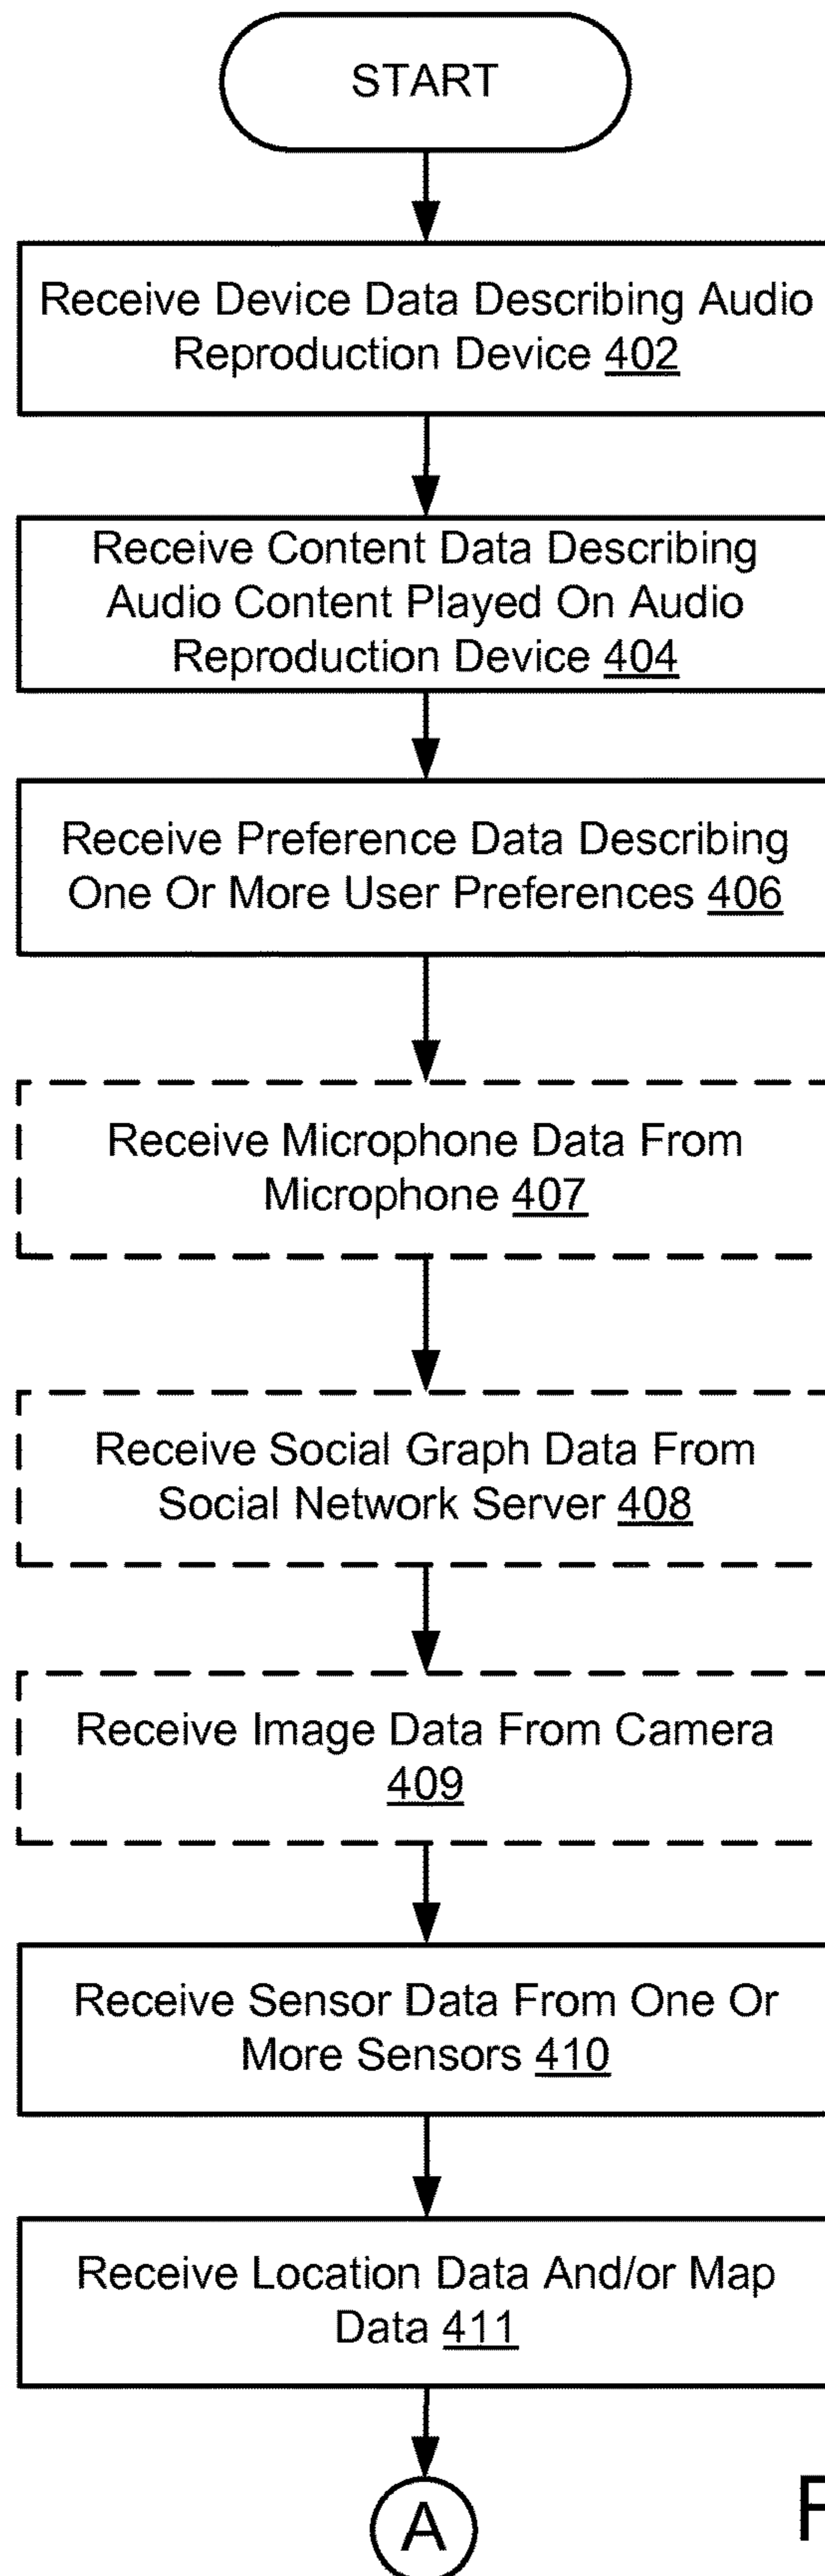 START
Receive Device Data Describing Audio
Reproduction Device 402
Receive Content Data Describing
Audio Content Played On Audio
Reproduction Device 404
Receive Preference Data Describing
One Or More User Preferences 406
Receive Microphone Data From
Microphone 407
Receive Social Graph Data From
Social Network Server 408
Receive Image Data From Camera
409
Receive Sensor Data From One Or
More Sensors 410
Receive Location Data And/or Map
Data 411
A